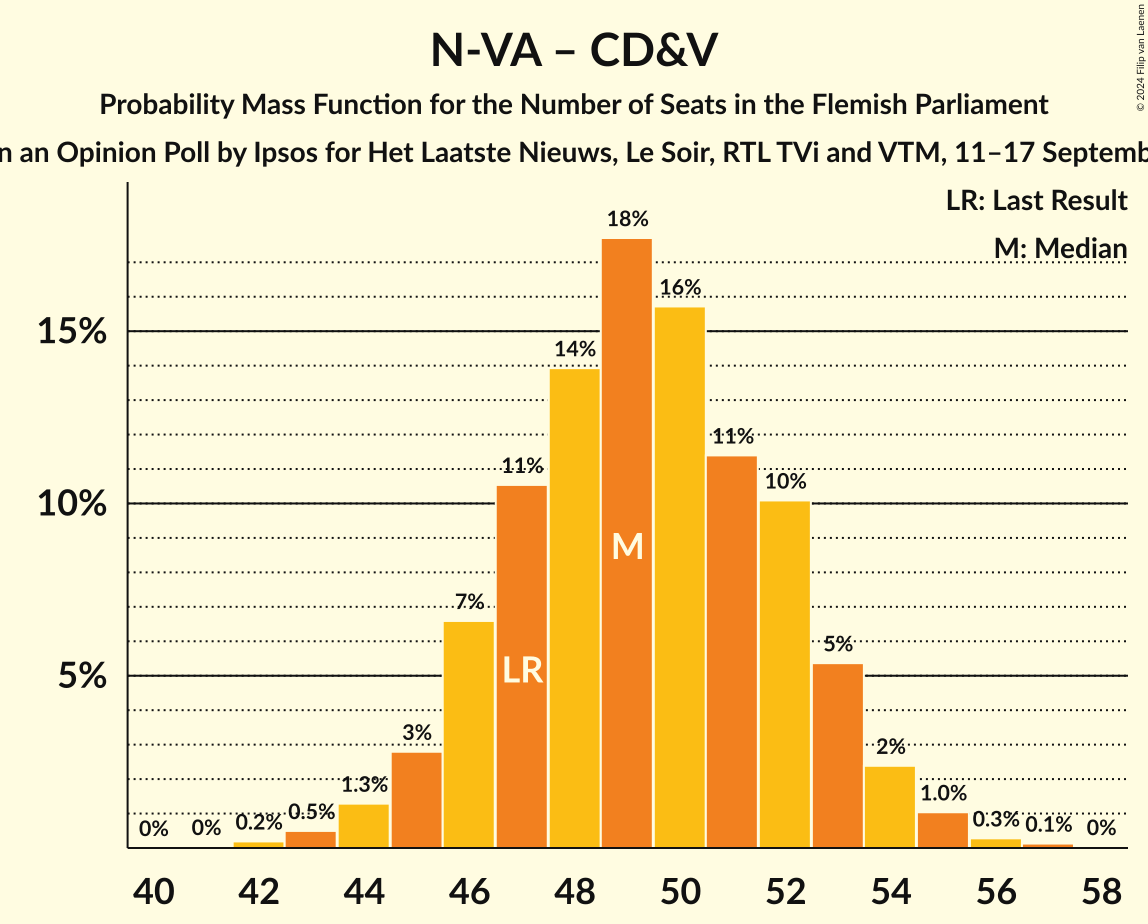 N-VA – CD&V
Probability Mass Function for the Number of Seats in the Flemish Parliament
n an Opinion Poll by Ipsos for Het Laatste Nieuws, Le Soir, RTL TVi and VTM, 11–17 Septemb
© 2024 Filip van Laenen
LR: Last Result
M: Median
15%
10%
5%
0%
0%
0.2%
0.5%
1.3%
3%
7%
11%
14%
18%
16%
11%
10%
5%
2%
1.0%
0.3%
0.1%
0%
LR
M
40 42 44 46 48 50 52 54 56 58